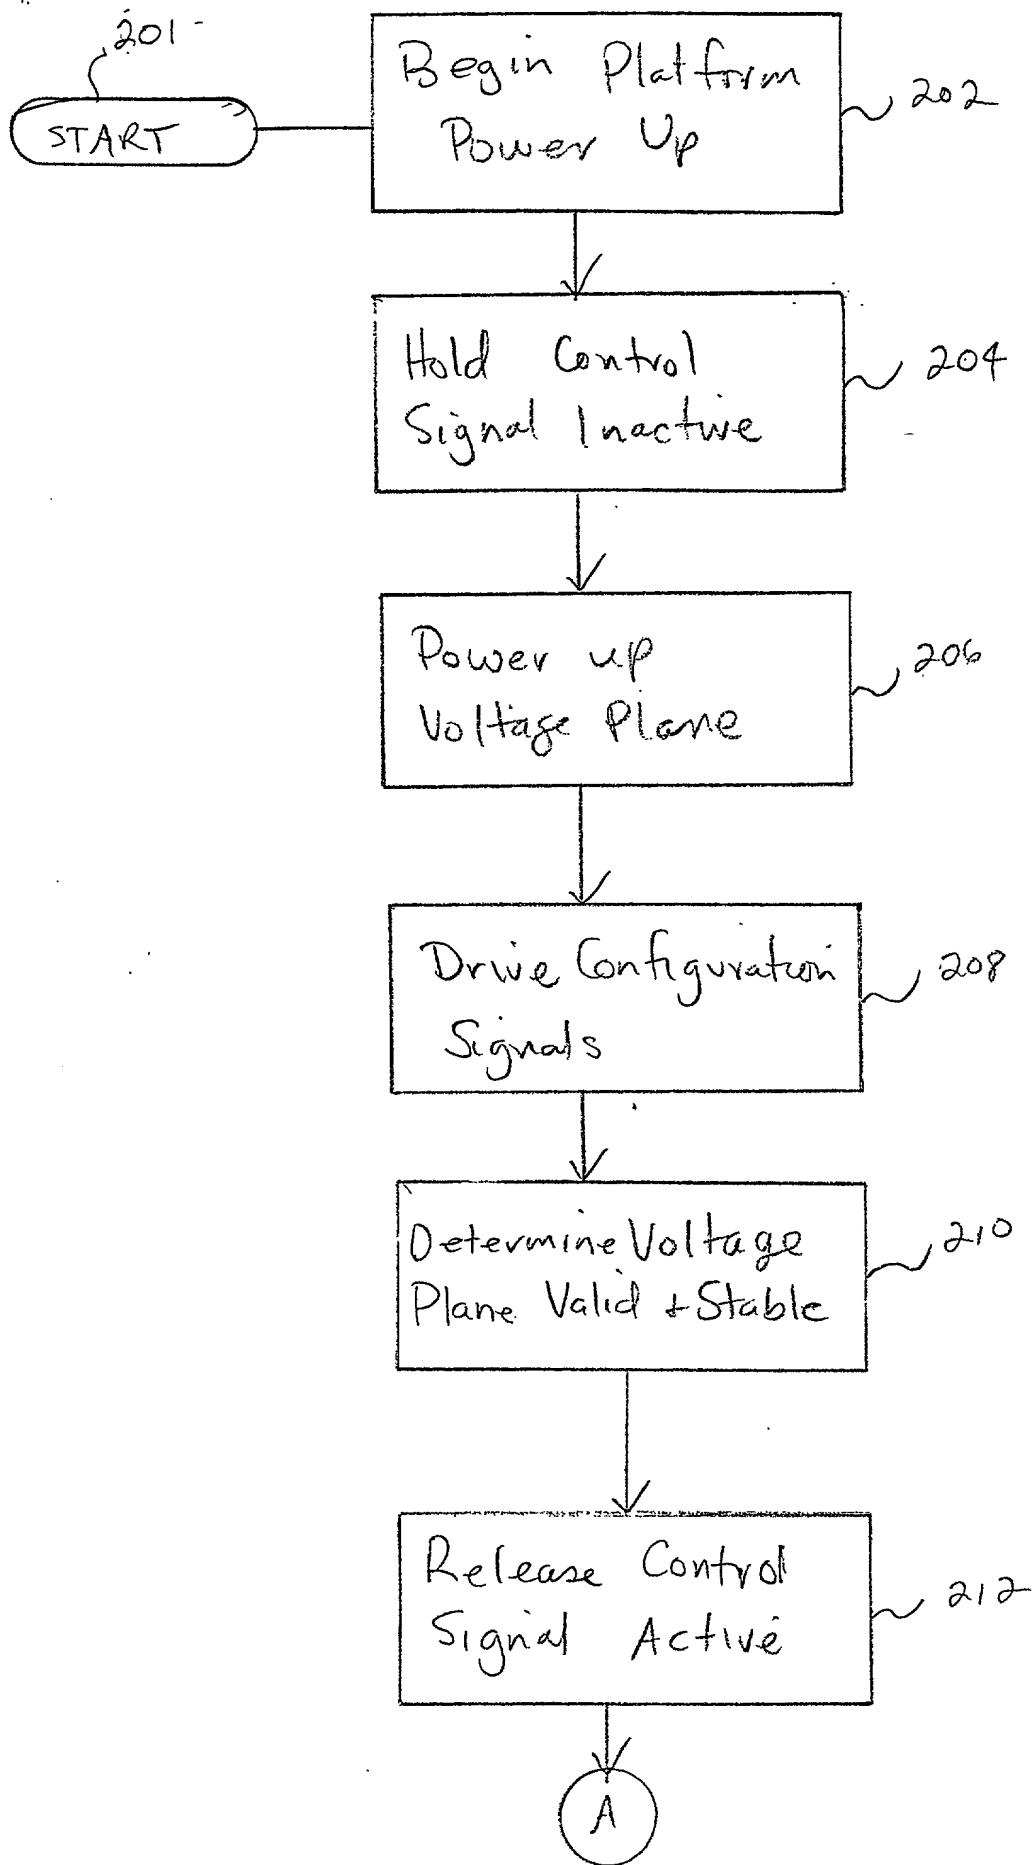 201
START
Begin Platform
Power Up
202
Hold Control
Signal Inactive
204
Power up
Voltage Plane
206
Drive Configuration
Signals
208
Determine Voltage
Plane Valid + Stable
210
Release Control
Signal Active
212
A